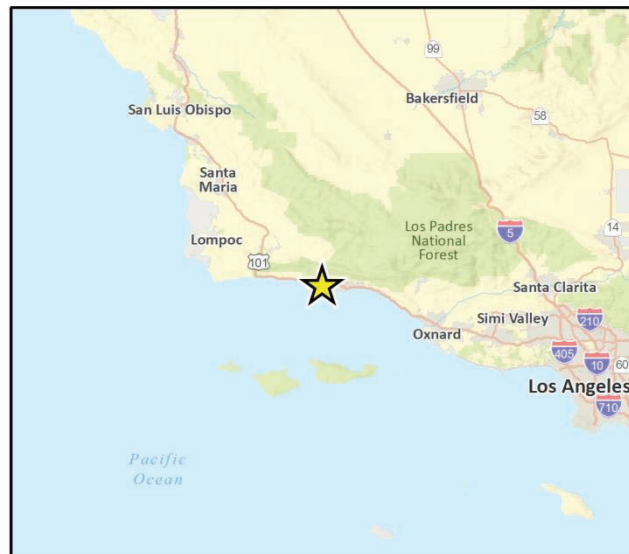 99
Bakersfield
San Luis Obispo
58
Santa
Maria
Los Padres
National
Forest
5
14
Lompoc
101
Santa Clarita
Simi Valley
210
Oxnard
405
10
60
Los Angeles
710
Pacific
Ocean